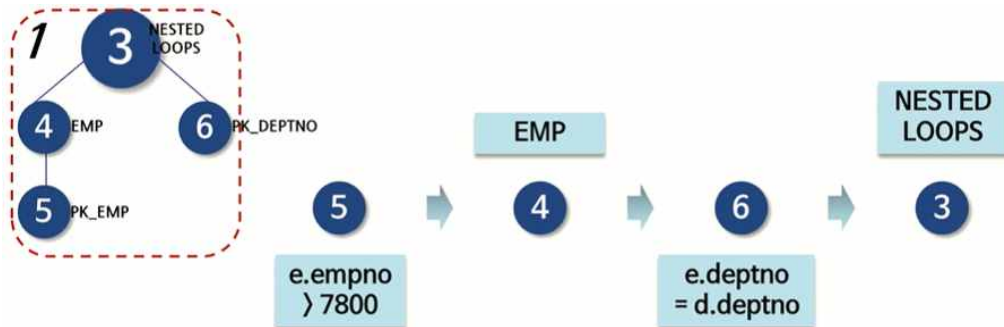 1
3
NESTED
LOOPS
4
EMP
6
PK_DEPTNO
5
PK_EMP
EMP
NESTED
LOOPS
5
4
6
3
e.empno
> 7800
e.deptno
= d.deptno